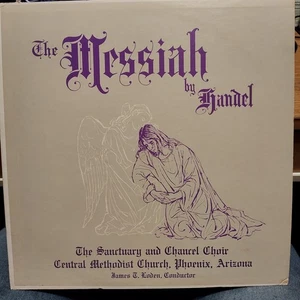 The Messiah
by Handel
The Sanctuary and Chancel Choir
Central Methodist Church, Phoenix, Arizona
James T. Loden, Conductor